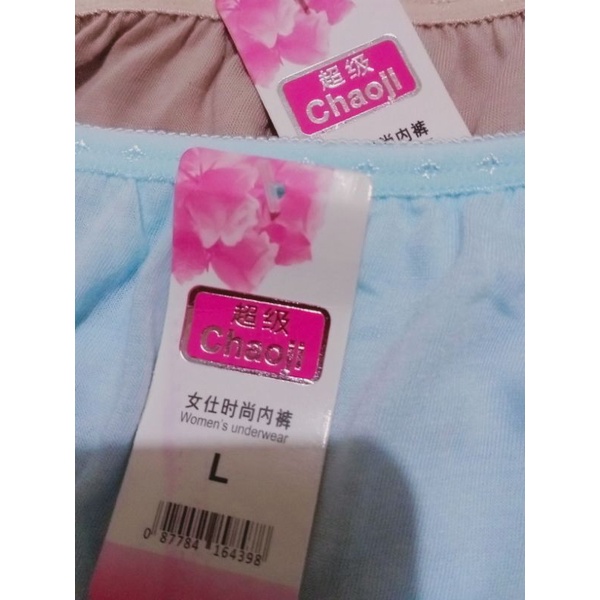 超级
Chaoji
尚内裤
超级
Chaoji
女仕时尚内裤
Women's underwear
L
0 87784 164398